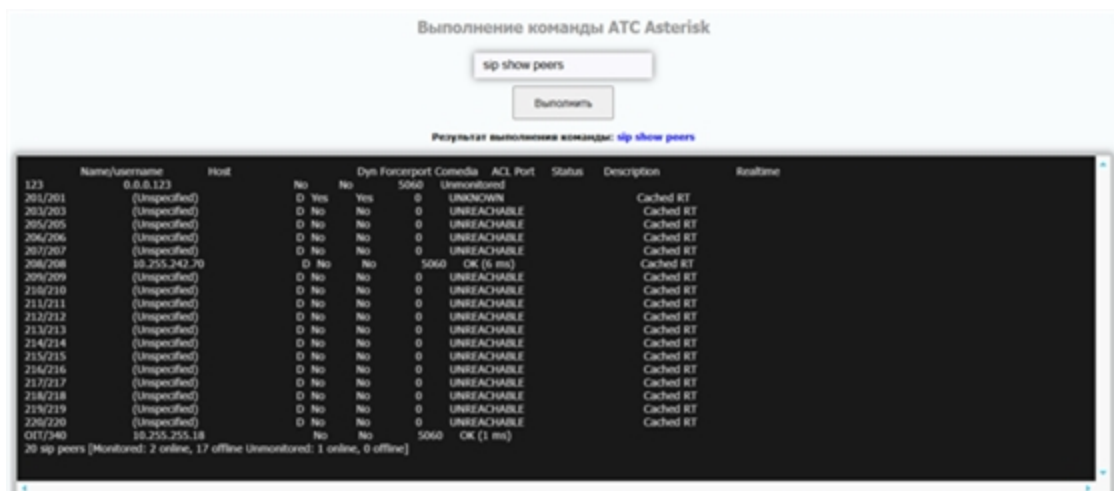 Выполнение команды АТС Asterisk
sip show peers
Выполнить
Результат выполнения команды: sip show peers
Name/username Host Dyn Forcerport Comedia ACL Port Status Description Realtime
123 0.0.0.123 No No 5060 Unmonitored
201/201 (Unspecified) D Yes Yes 0 UNKNOWN Cached RT
203/203 (Unspecified) D No No 0 UNREACHABLE Cached RT
205/205 (Unspecified) D No No 0 UNREACHABLE Cached RT
206/206 (Unspecified) D No No 0 UNREACHABLE Cached RT
207/207 (Unspecified) D No No 0 UNREACHABLE Cached RT
208/208 10.255.242.70 D No No 5060 OK (6 ms) Cached RT
209/209 (Unspecified) D No No 0 UNREACHABLE Cached RT
210/210 (Unspecified) D No No 0 UNREACHABLE Cached RT
211/211 (Unspecified) D No No 0 UNREACHABLE Cached RT
212/212 (Unspecified) D No No 0 UNREACHABLE Cached RT
213/213 (Unspecified) D No No 0 UNREACHABLE Cached RT
214/214 (Unspecified) D No No 0 UNREACHABLE Cached RT
215/215 (Unspecified) D No No 0 UNREACHABLE Cached RT
216/216 (Unspecified) D No No 0 UNREACHABLE Cached RT
217/217 (Unspecified) D No No 0 UNREACHABLE Cached RT
218/218 (Unspecified) D No No 0 UNREACHABLE Cached RT
219/219 (Unspecified) D No No 0 UNREACHABLE Cached RT
220/220 (Unspecified) D No No 0 UNREACHABLE Cached RT
OIT/340 10.255.255.18 No No 5060 OK (1 ms)
20 sip peers [Monitored: 2 online, 17 offline Unmonitored: 1 online, 0 offline]